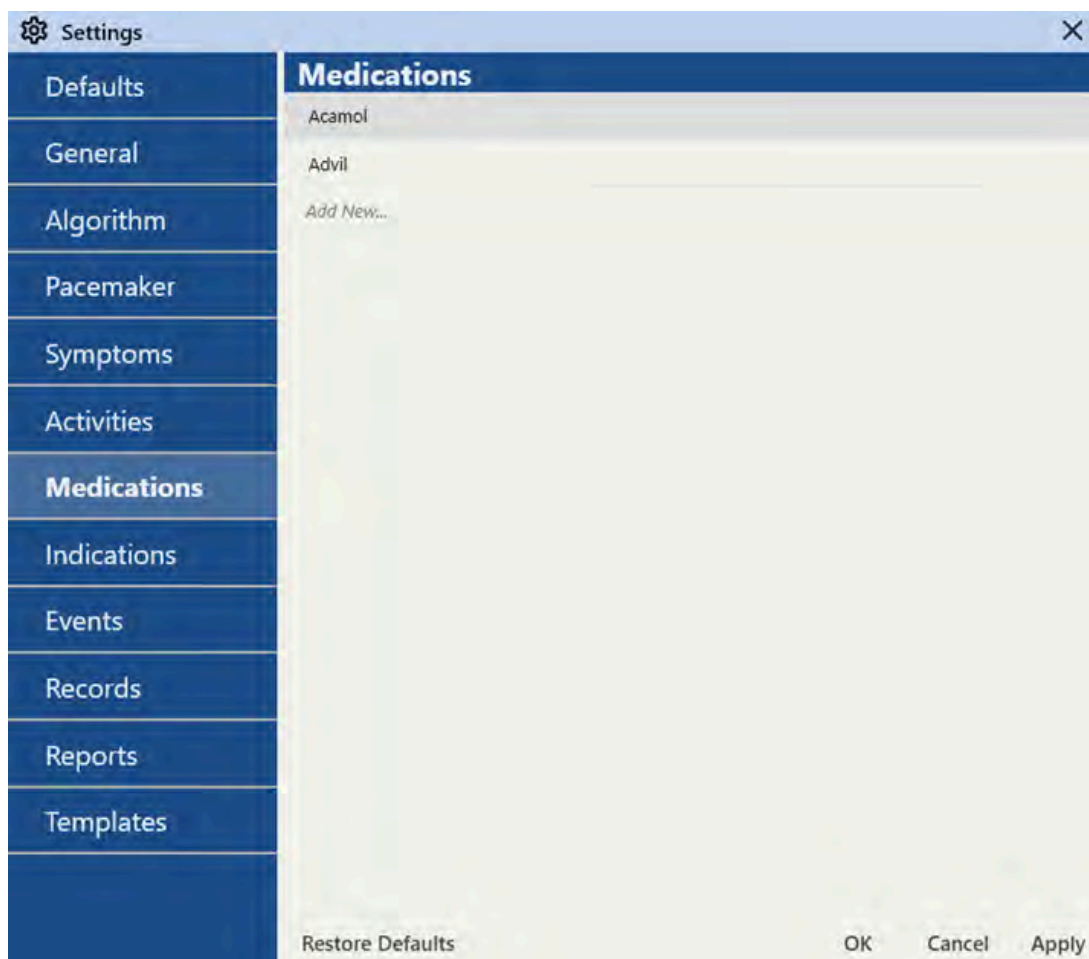 Settings
Defaults
General
Algorithm
Pacemaker
Symptoms
Activities
Medications
Indications
Events
Records
Reports
Templates
Medications
Acamol
Advil
Add New...
Restore Defaults
OK
Cancel
Apply